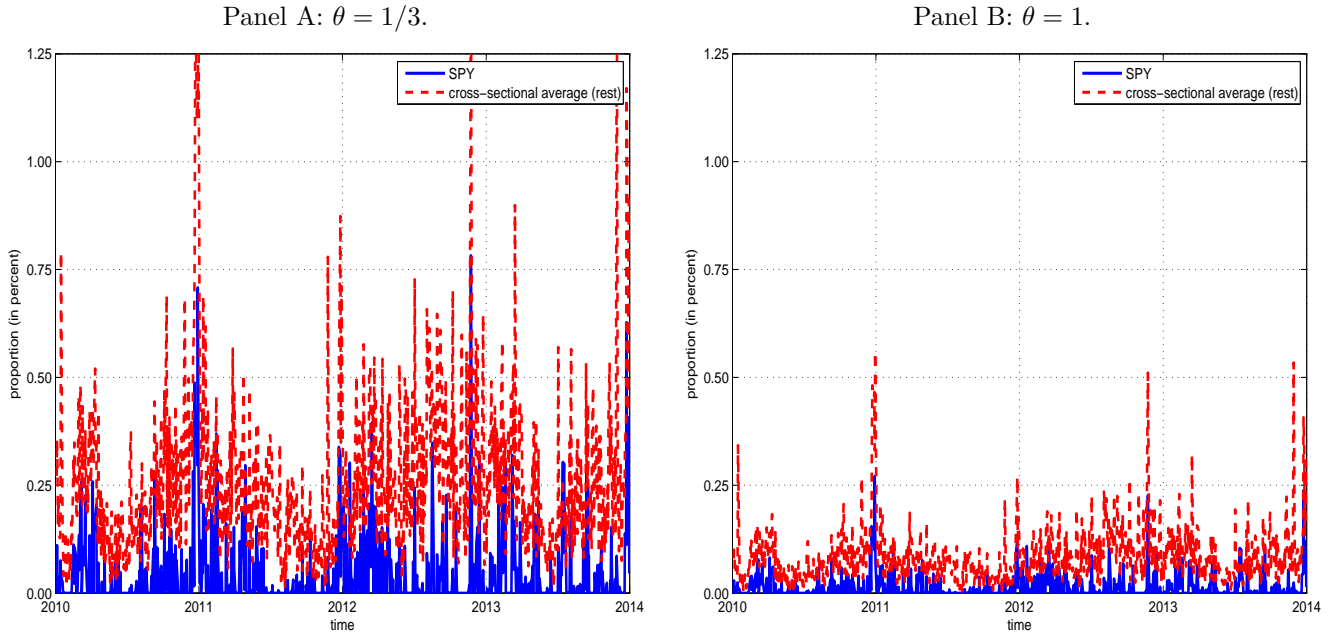 Panel A: θ = 1/3.
1.25
1.00
0.75
0.50
0.25
0.00
proportion (in percent)
SPY
cross−sectional average (rest)
2010
2011
2012
2013
2014
time
Panel B: θ = 1.
1.25
1.00
0.75
0.50
0.25
0.00
proportion (in percent)
SPY
cross−sectional average (rest)
2010
2011
2012
2013
2014
time